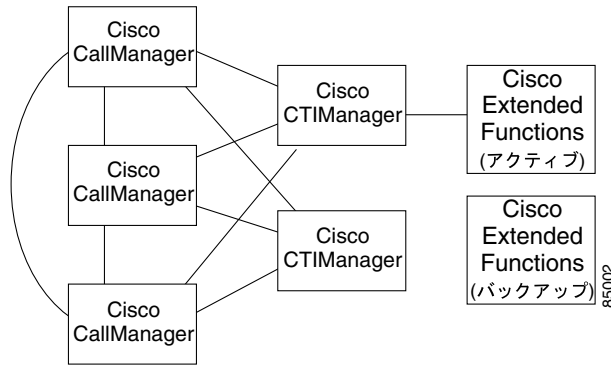 Cisco
CallManager
Cisco
CTIManager
Cisco
Extended
Functions
(アクティブ)
Cisco
CallManager
Cisco
CTIManager
Cisco
Extended
Functions
(バックアップ)
Cisco
CallManager
85002